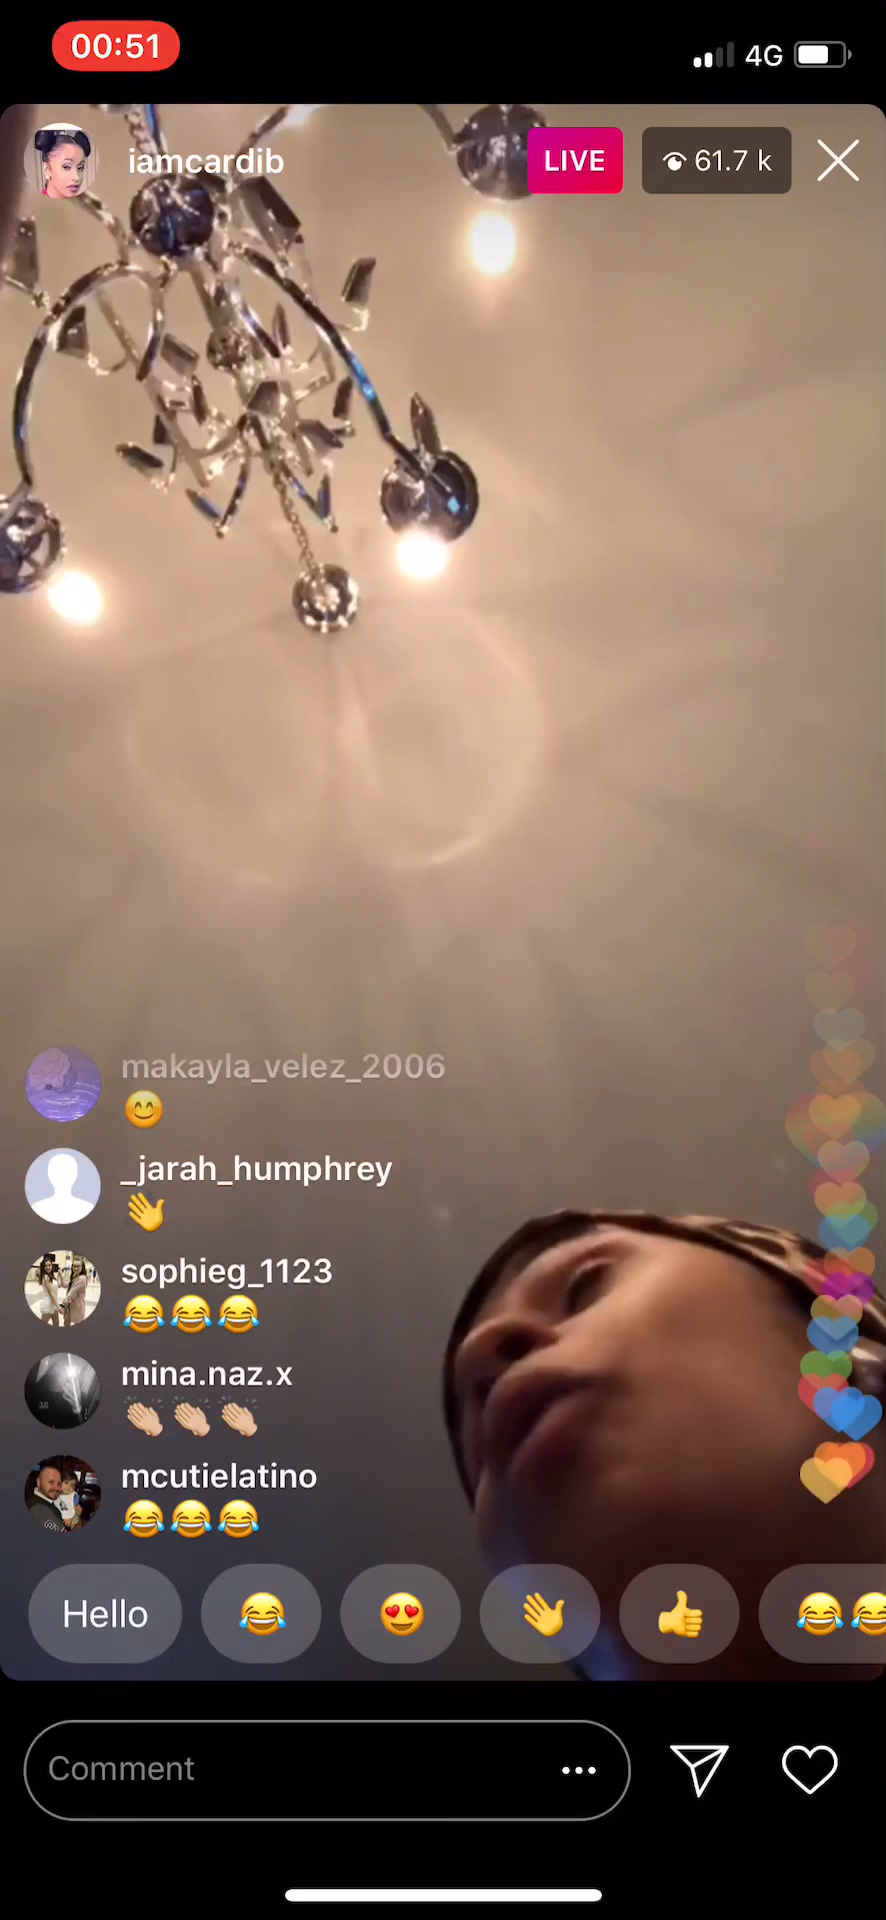 00:51
4G
iamcardib
LIVE
61.7 k
makayla_velez_2006
😊
_jarah_humphrey
👋
sophieg_1123
😂😂😂
mina.naz.x
👏🏻👏🏻👏🏻
mcutielatino
😂😂😂
Hello 😂 😍 👋 👍 😂😂
Comment